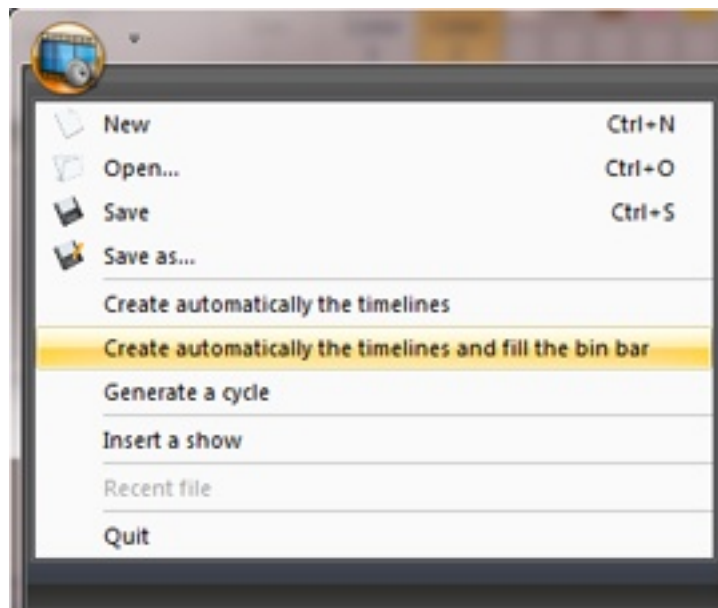 New Ctrl+N
Open... Ctrl+O
Save Ctrl+S
Save as...
Create automatically the timelines
Create automatically the timelines and fill the bin bar
Generate a cycle
Insert a show
Recent file
Quit